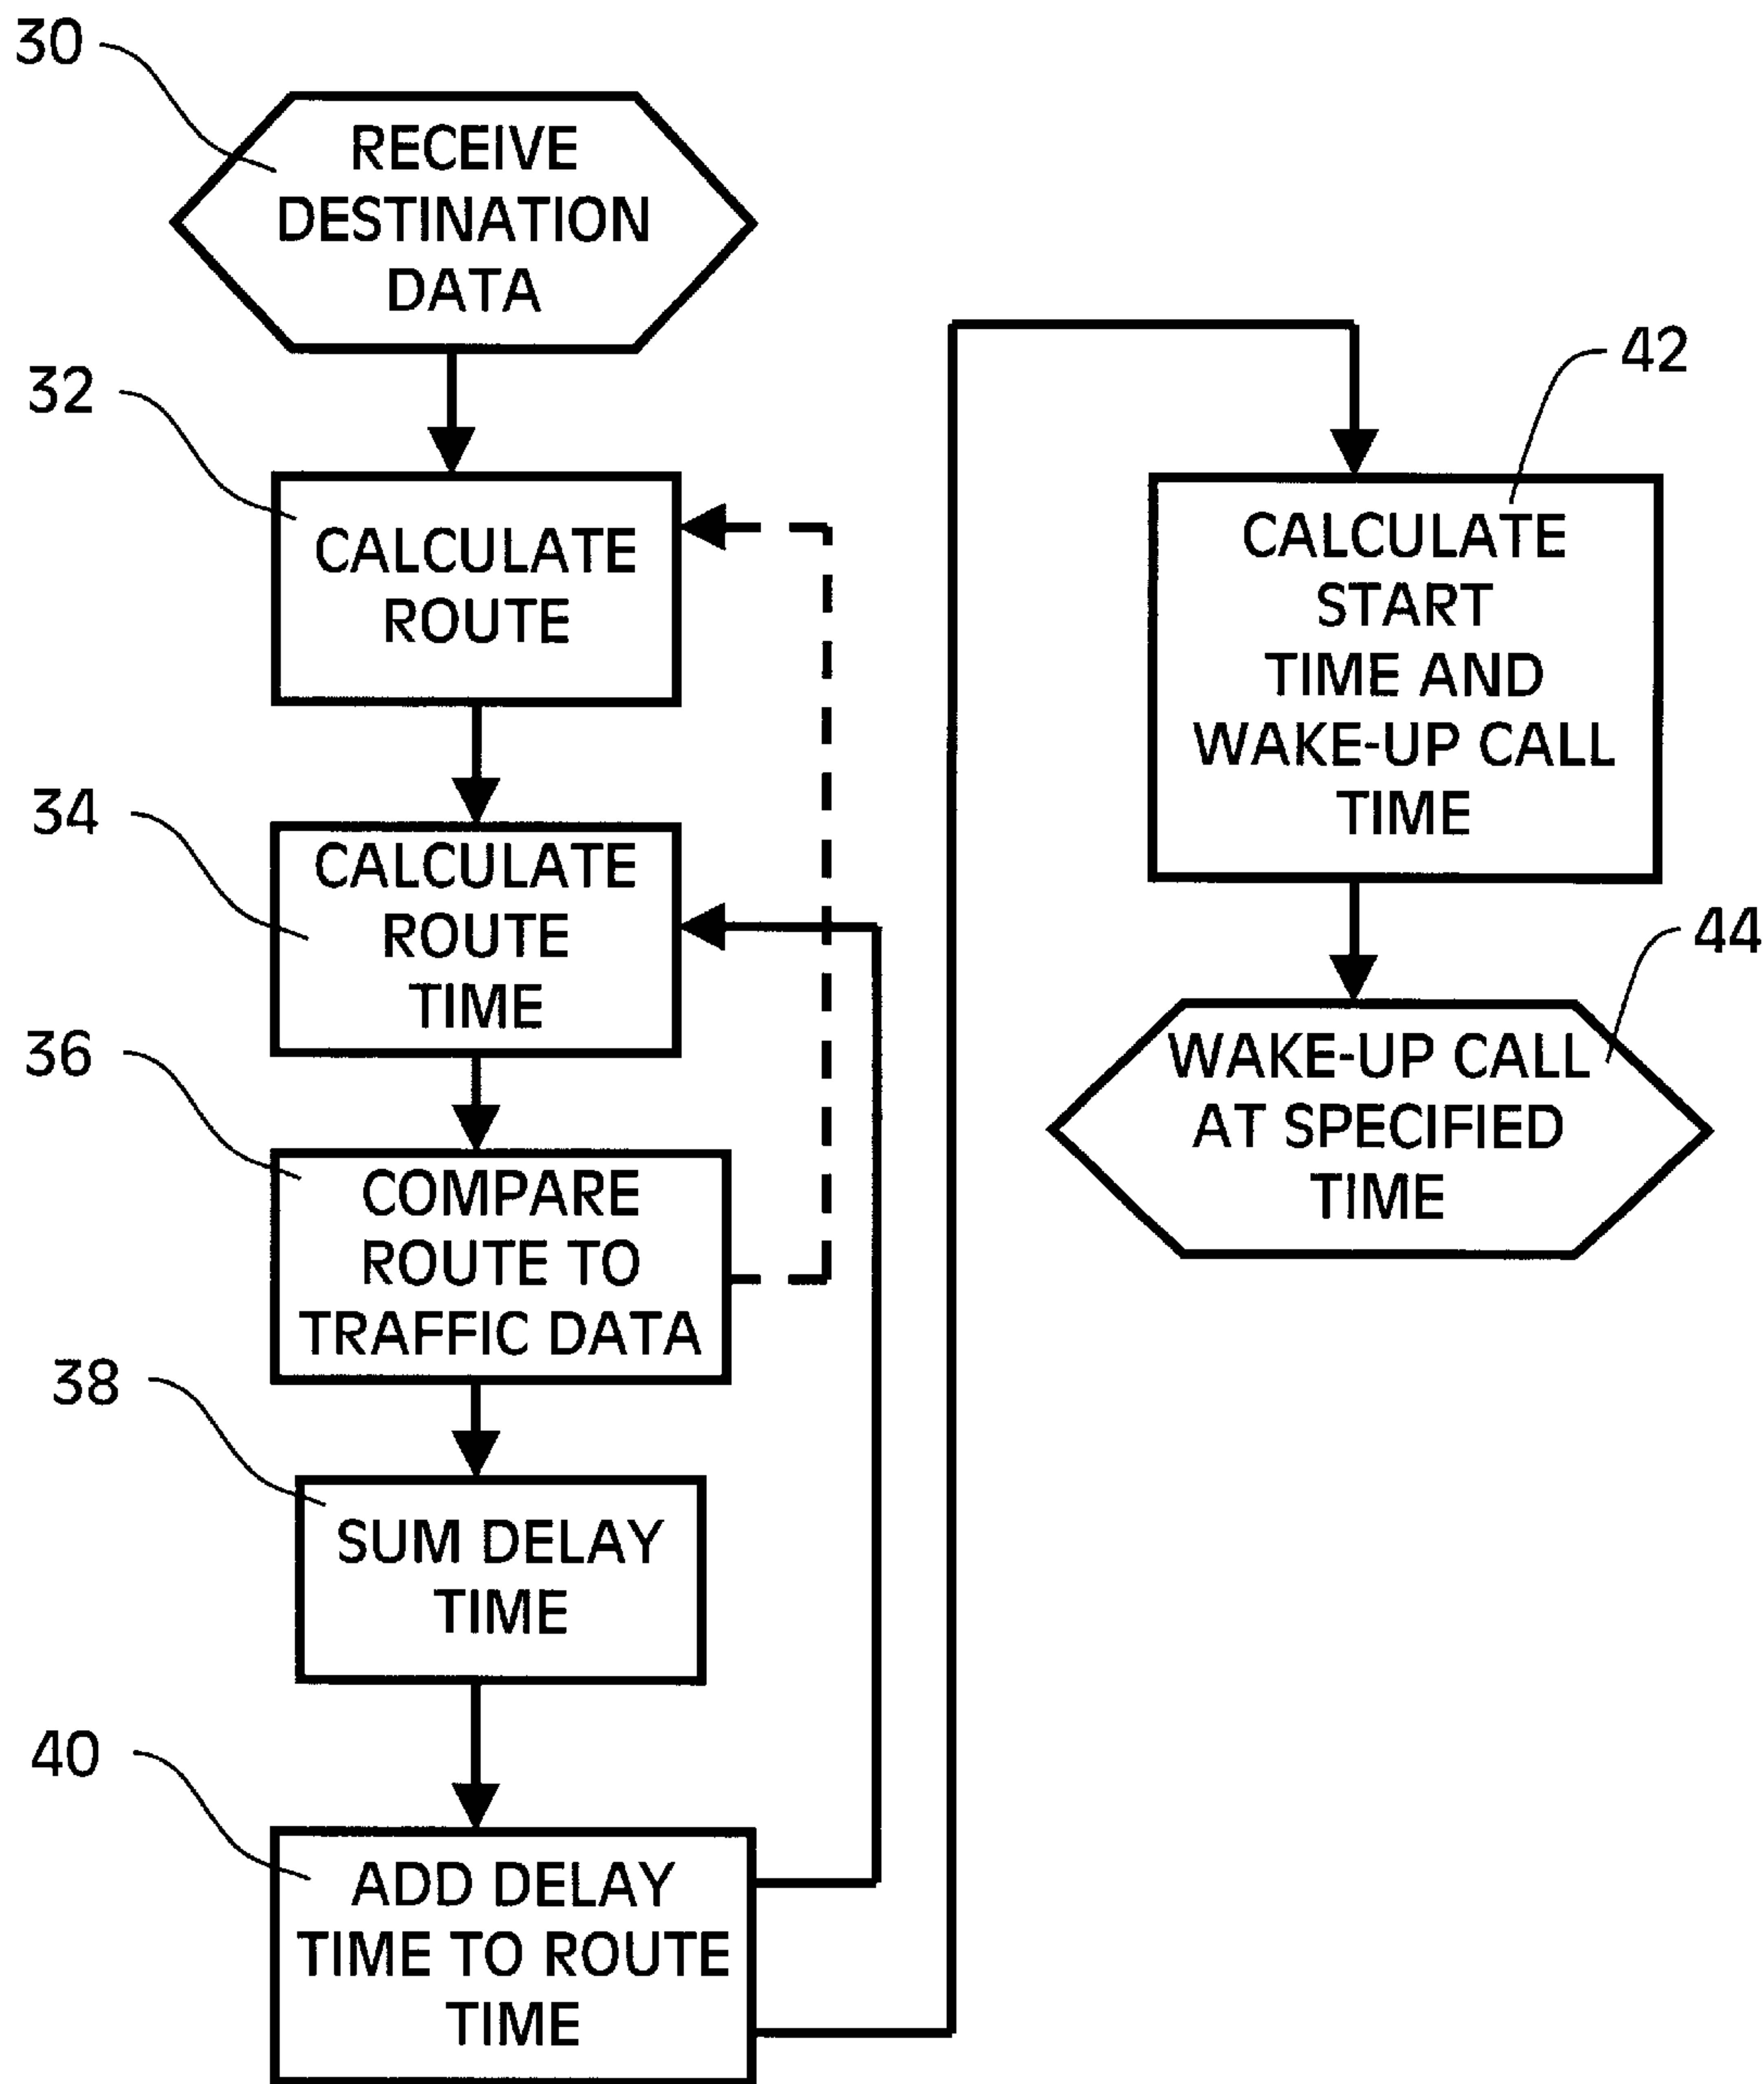 30
RECEIVE
DESTINATION
DATA
32
CALCULATE
ROUTE
34
CALCULATE
ROUTE
TIME
36
COMPARE
ROUTE TO
TRAFFIC DATA
38
SUM DELAY
TIME
40
ADD DELAY
TIME TO ROUTE
TIME
42
CALCULATE
START
TIME AND
WAKE-UP CALL
TIME
44
WAKE-UP CALL
AT SPECIFIED
TIME